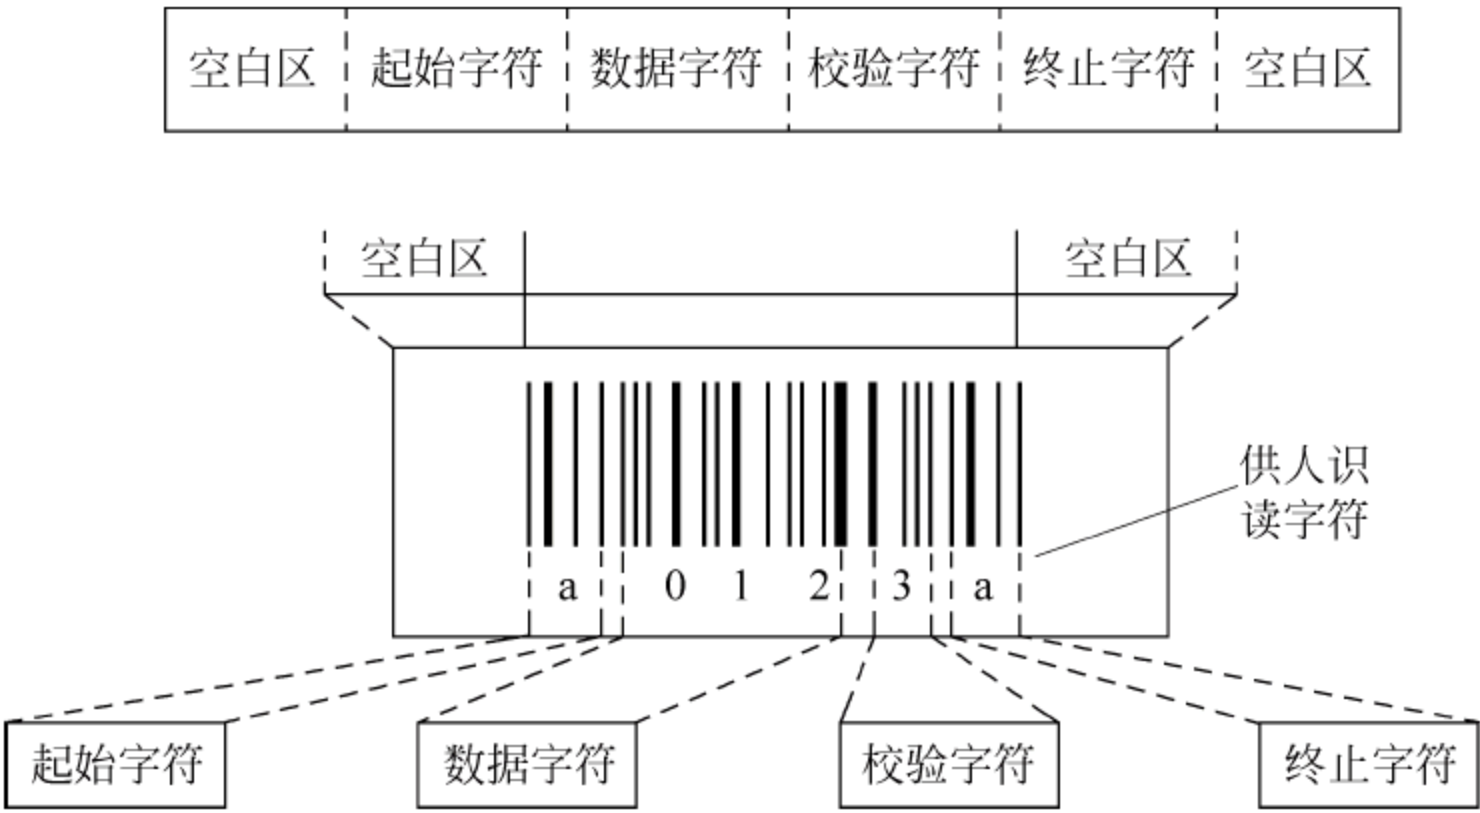 空白区 起始字符 数据字符 校验字符 终止字符 空白区
空白区 空白区
供人识
读字符
a 0 1 2 3 a
起始字符 数据字符 校验字符 终止字符